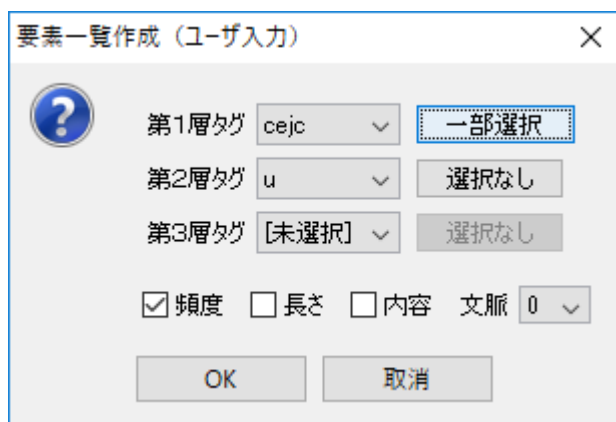 要素一覧作成（ユーザ入力）
第1層タグ cejc 一部選択
第2層タグ u 選択なし
第3層タグ [未選択] 選択なし
頻度 長さ 内容 文脈 0
OK 取消